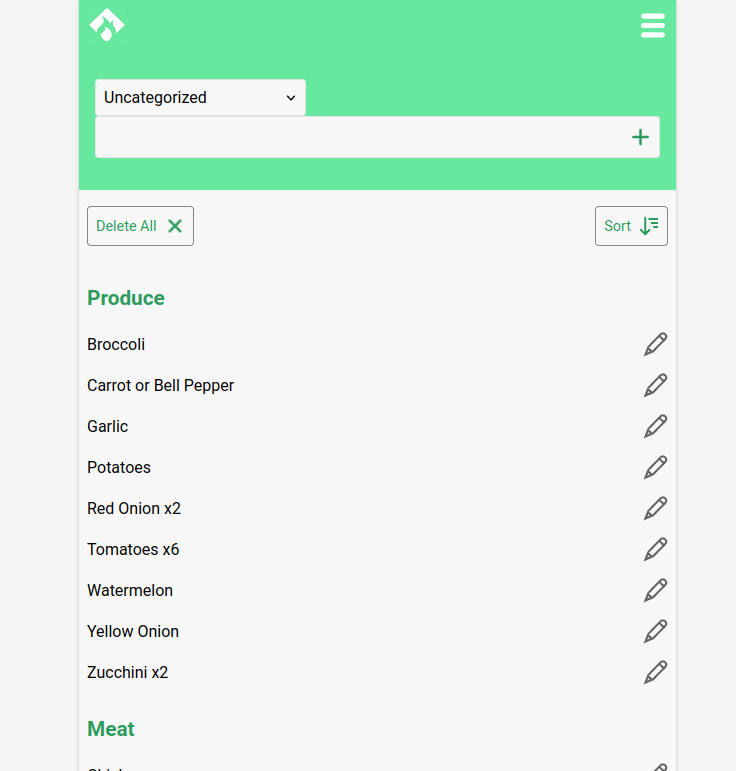 Uncategorized
Delete All
Sort
Produce
Broccoli
Carrot or Bell Pepper
Garlic
Potatoes
Red Onion x2
Tomatoes x6
Watermelon
Yellow Onion
Zucchini x2
Meat